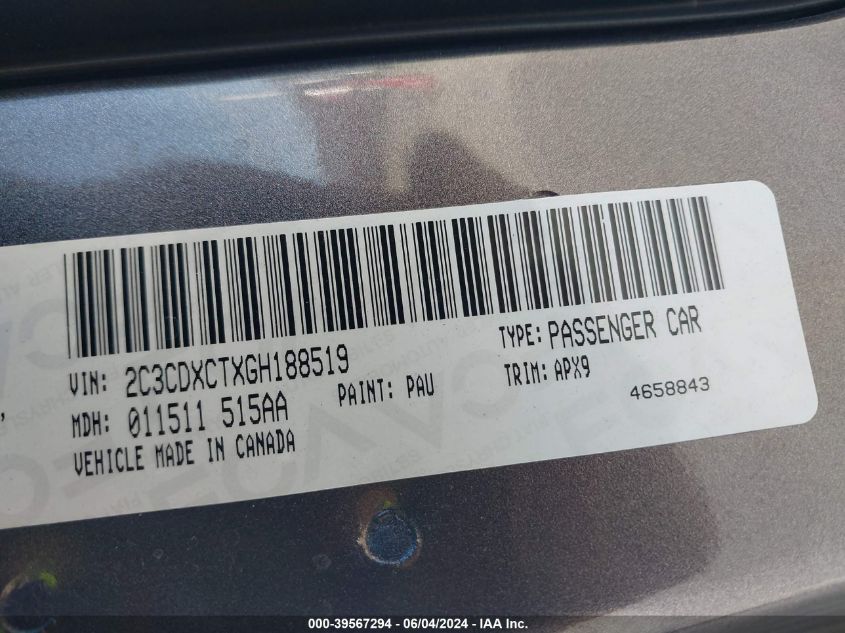 VIN: 2C3CDXCTXGH188519
TYPE: PASSENGER CAR
MDH: 011511 515AA
PAINT: PAU
TRIM: APX9
VEHICLE MADE IN CANADA
4658843
000-39567294 - 06/04/2024 - IAA Inc.